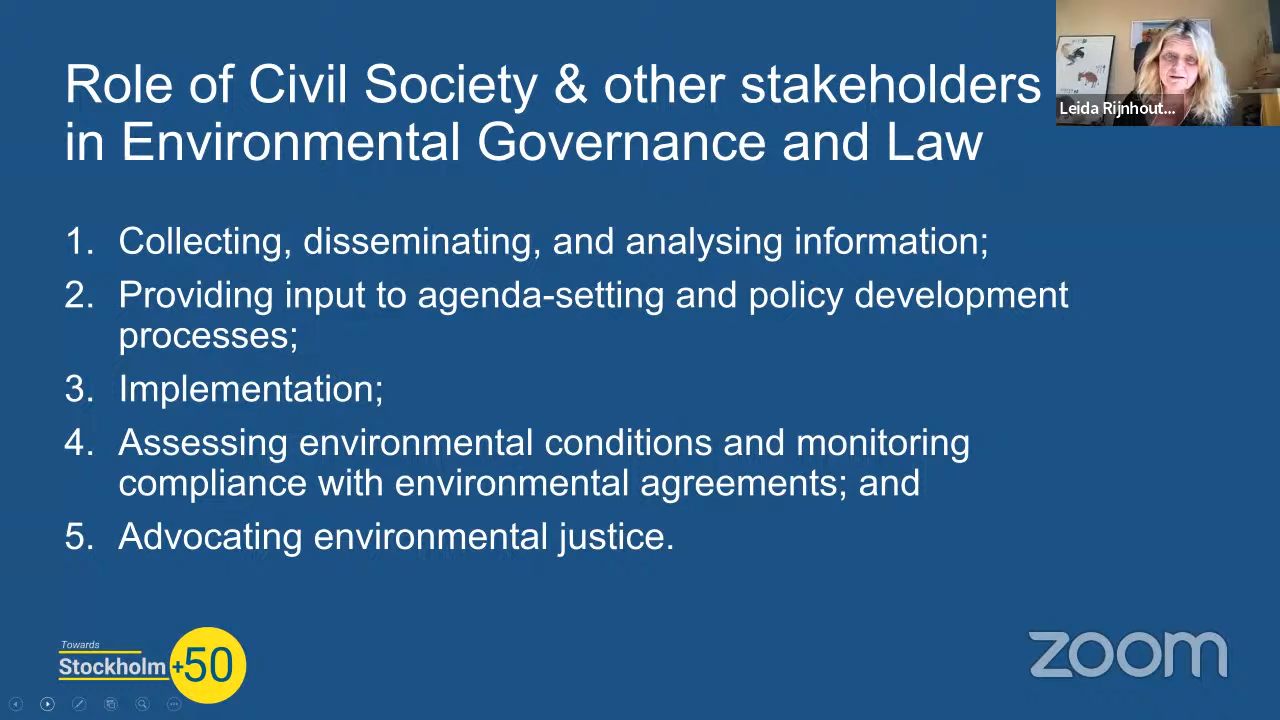 Role of Civil Society & other stakeholders
in Environmental Governance and Law
Leida Rijnhout...
1. Collecting, disseminating, and analysing information;
2. Providing input to agenda-setting and policy development
processes;
3. Implementation;
4. Assessing environmental conditions and monitoring
compliance with environmental agreements; and
5. Advocating environmental justice.
Towards
Stockholm+50
zoom